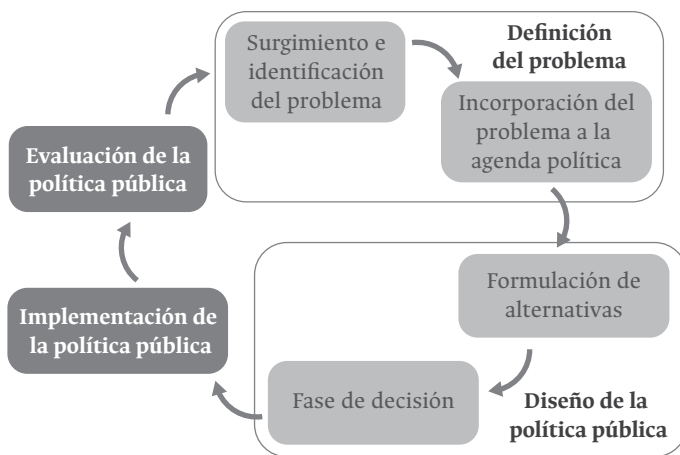 Surgimiento e
identificación
del problema
Definición
del problema
Incorporación del
problema a la
agenda política
Formulación de
alternativas
Fase de decisión
Diseño de la
política pública
Implementación de
la política pública
Evaluación de la
política pública